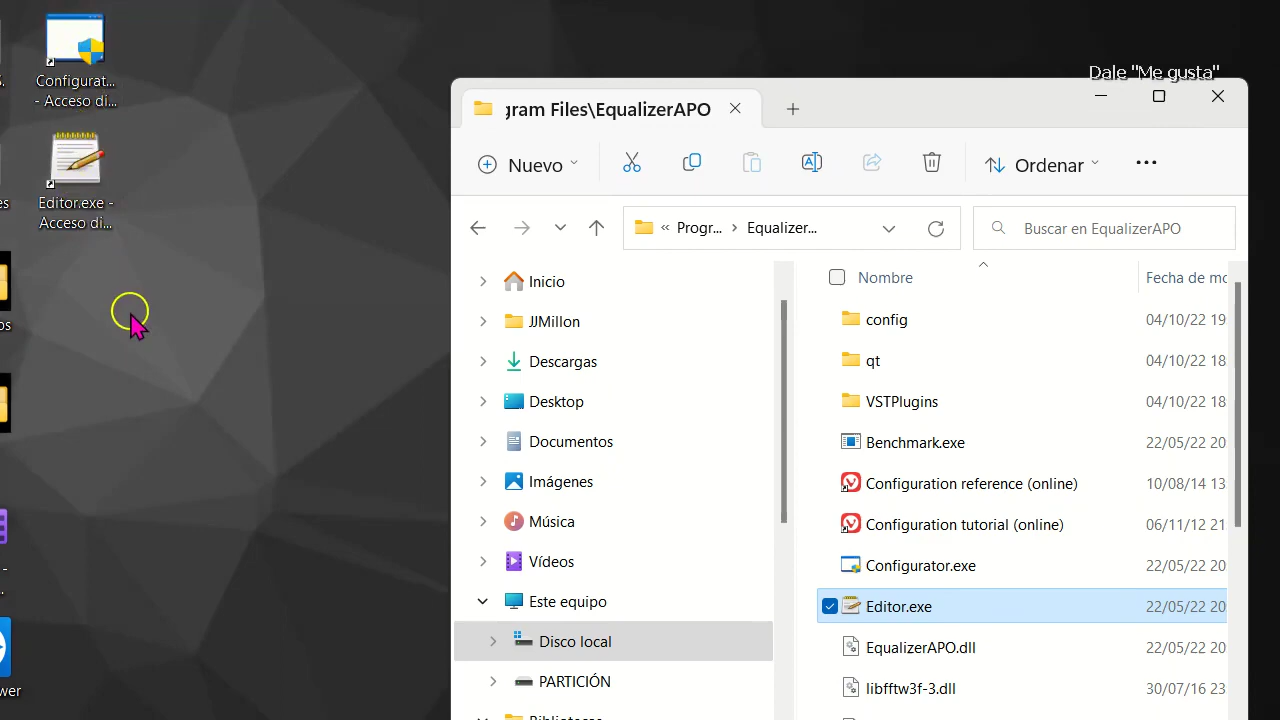 Configurat...
- Acceso di...
Editor.exe -
Acceso di...
Dale "Me gusta"
gram Files\EqualizerAPO
Nuevo
Ordenar
« Progr... > Equalizer...
Buscar en EqualizerAPO
Inicio
JJMillon
Descargas
Desktop
Documentos
Imágenes
Música
Vídeos
Este equipo
Disco local
PARTICIÓN
Nombre
Fecha de mo
config
04/10/22 19
qt
04/10/22 18
VSTPlugins
04/10/22 18
Benchmark.exe
22/05/22 20
Configuration reference (online)
10/08/14 13
Configuration tutorial (online)
06/11/12 21
Configurator.exe
22/05/22 20
Editor.exe
22/05/22 20
EqualizerAPO.dll
22/05/22 20
libfftw3f-3.dll
30/07/16 23